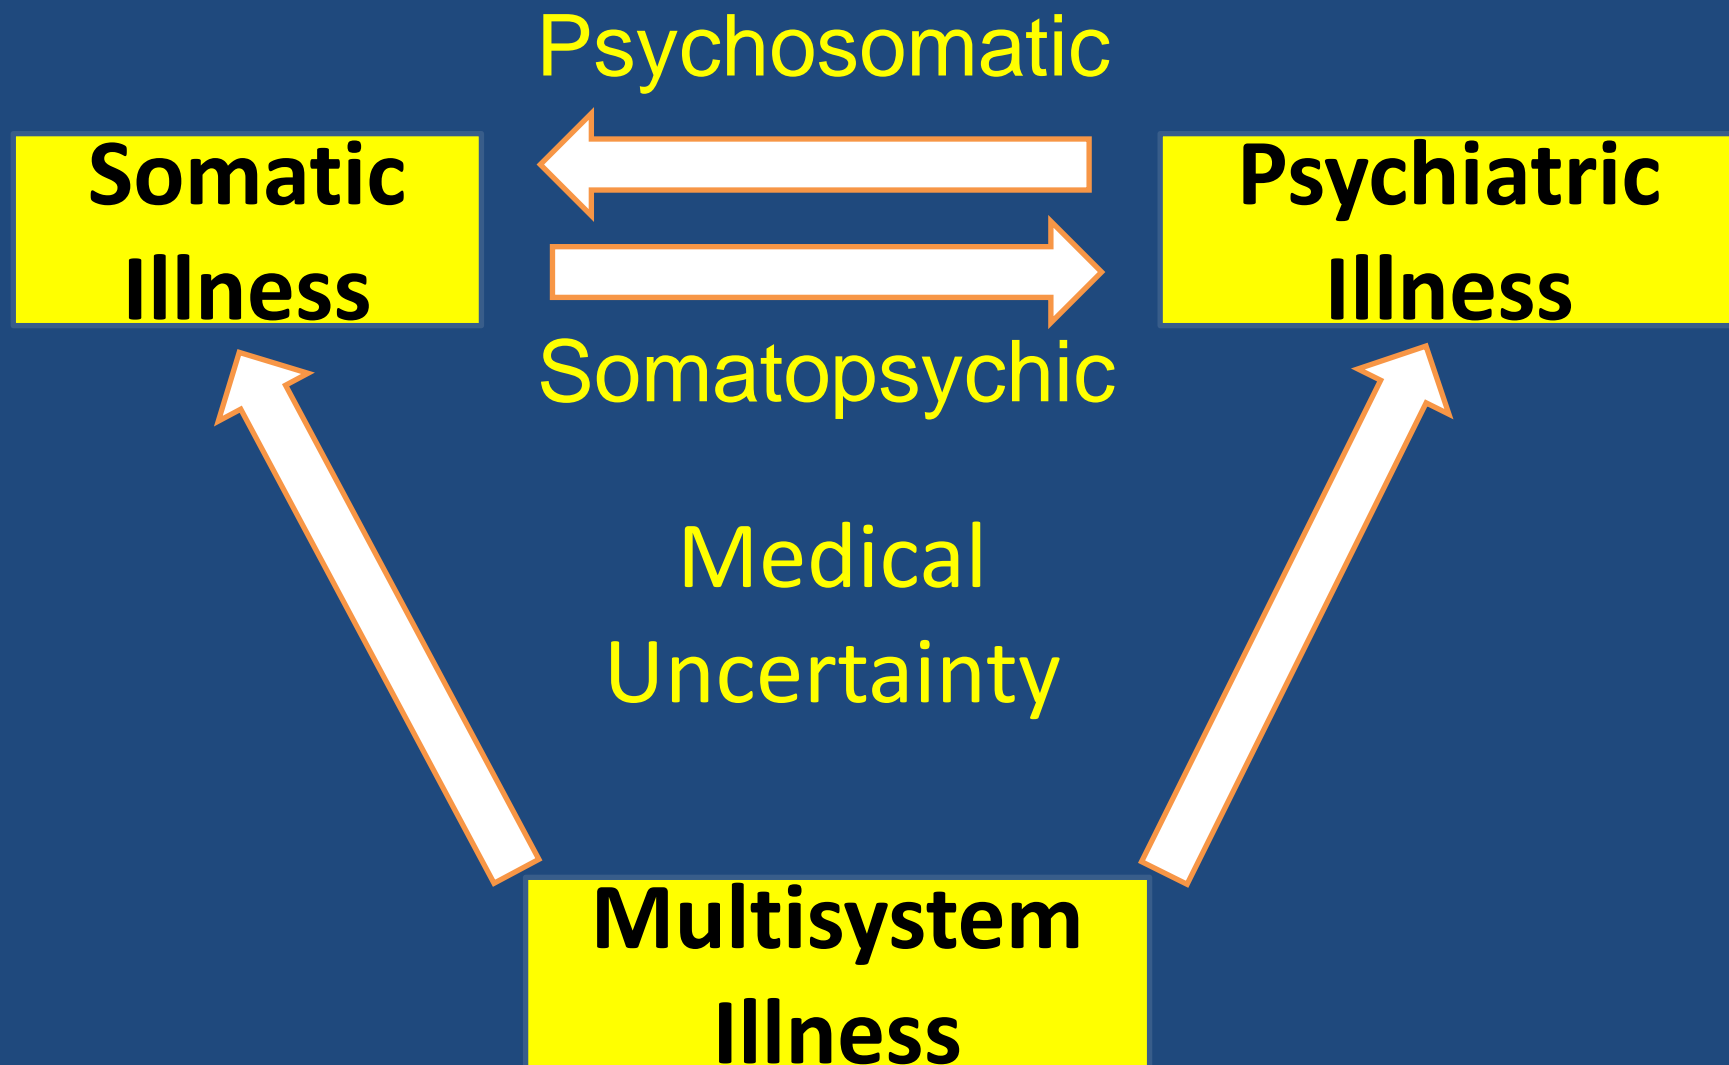 Psychosomatic
Somatic
Illness
Psychiatric
Illness
Somatopsychic
Medical
Uncertainty
Multisystem
Illness